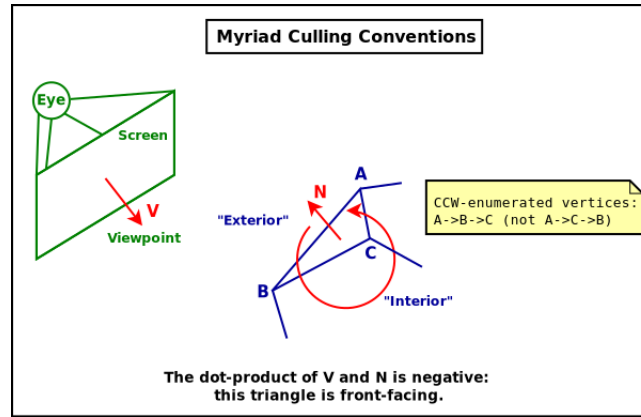 Myriad Culling Conventions
Eye
Screen
V
Viewpoint
A
N
"Exterior"
CCW-enumerated vertices:
A->B->C (not A->C->B)
C
B
"Interior"
The dot-product of V and N is negative:
this triangle is front-facing.